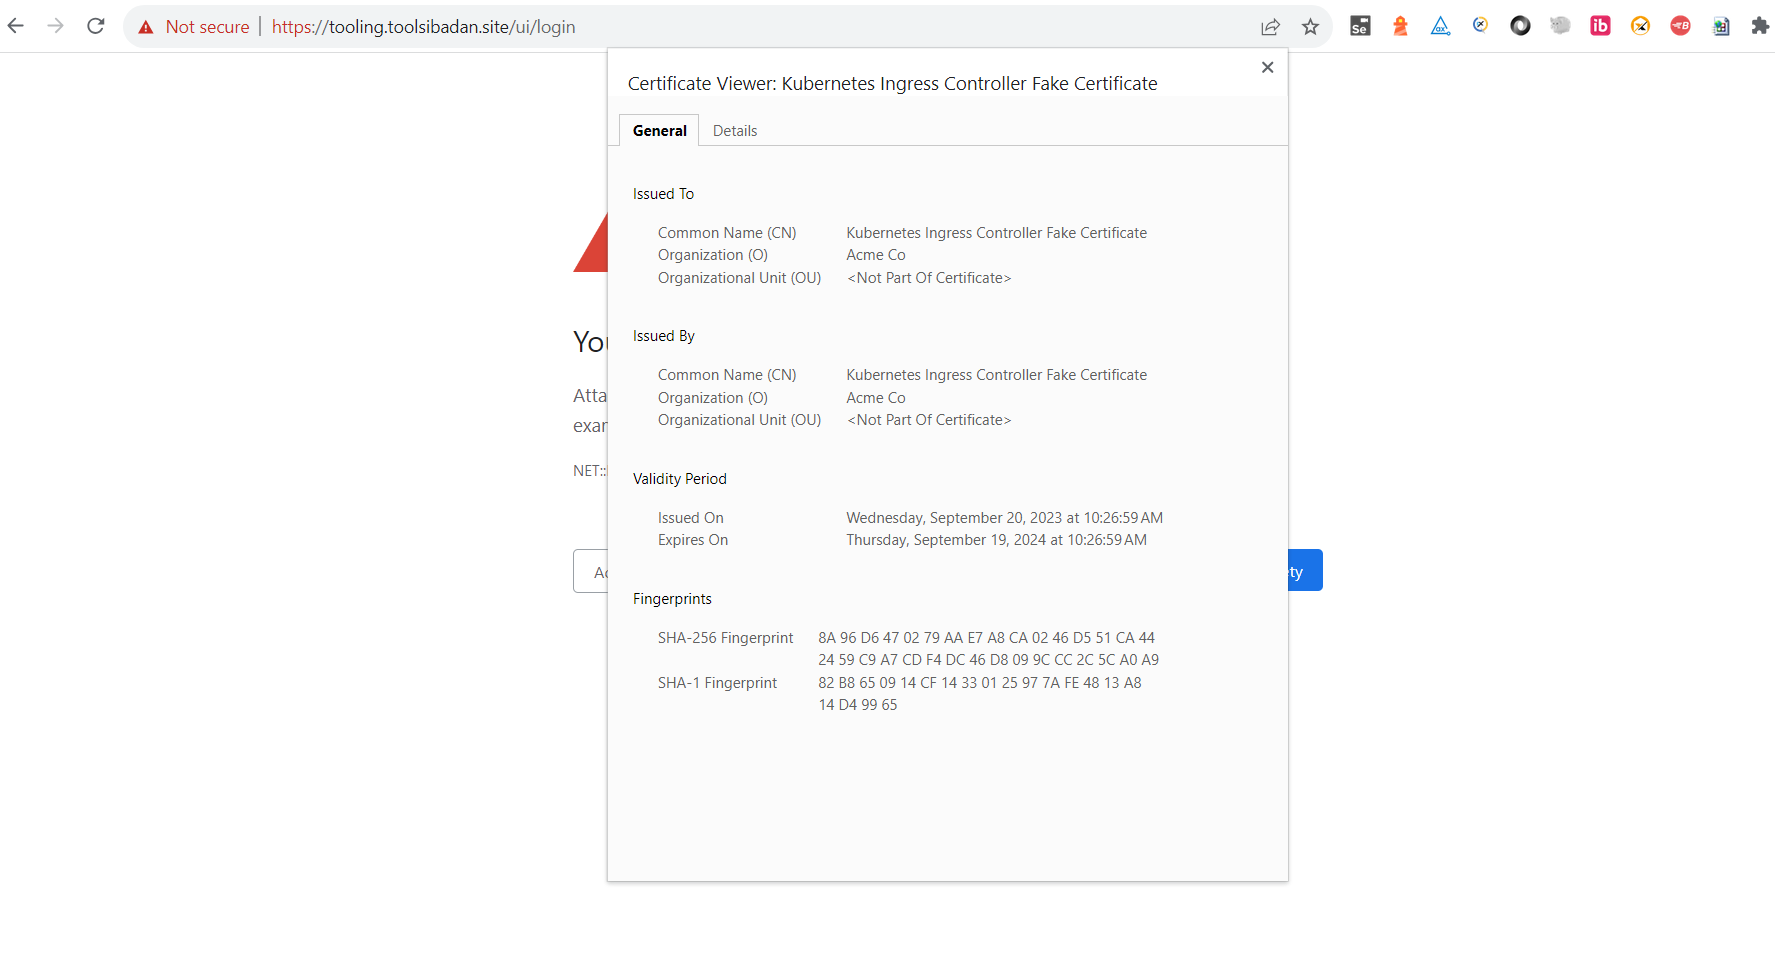 Not secure | https://tooling.toolsibadan.site/ui/login
Se
ax
ib
B
Certificate Viewer: Kubernetes Ingress Controller Fake Certificate
General Details
Issued To
Common Name (CN) Kubernetes Ingress Controller Fake Certificate
Organization (O) Acme Co
Organizational Unit (OU) <Not Part Of Certificate>
You
Issued By
Common Name (CN) Kubernetes Ingress Controller Fake Certificate
Atta
Organization (O) Acme Co
Organizational Unit (OU) <Not Part Of Certificate>
exar
NET::
Validity Period
Issued On Wednesday, September 20, 2023 at 10:26:59 AM
Expires On Thursday, September 19, 2024 at 10:26:59 AM
ty
Fingerprints
SHA-256 Fingerprint 8A 96 D6 47 02 79 AA E7 A8 CA 02 46 D5 51 CA 44
24 59 C9 A7 CD F4 DC 46 D8 09 9C CC 2C 5C A0 A9
SHA-1 Fingerprint 82 B8 65 09 14 CF 14 33 01 25 97 7A FE 48 13 A8
14 D4 99 65